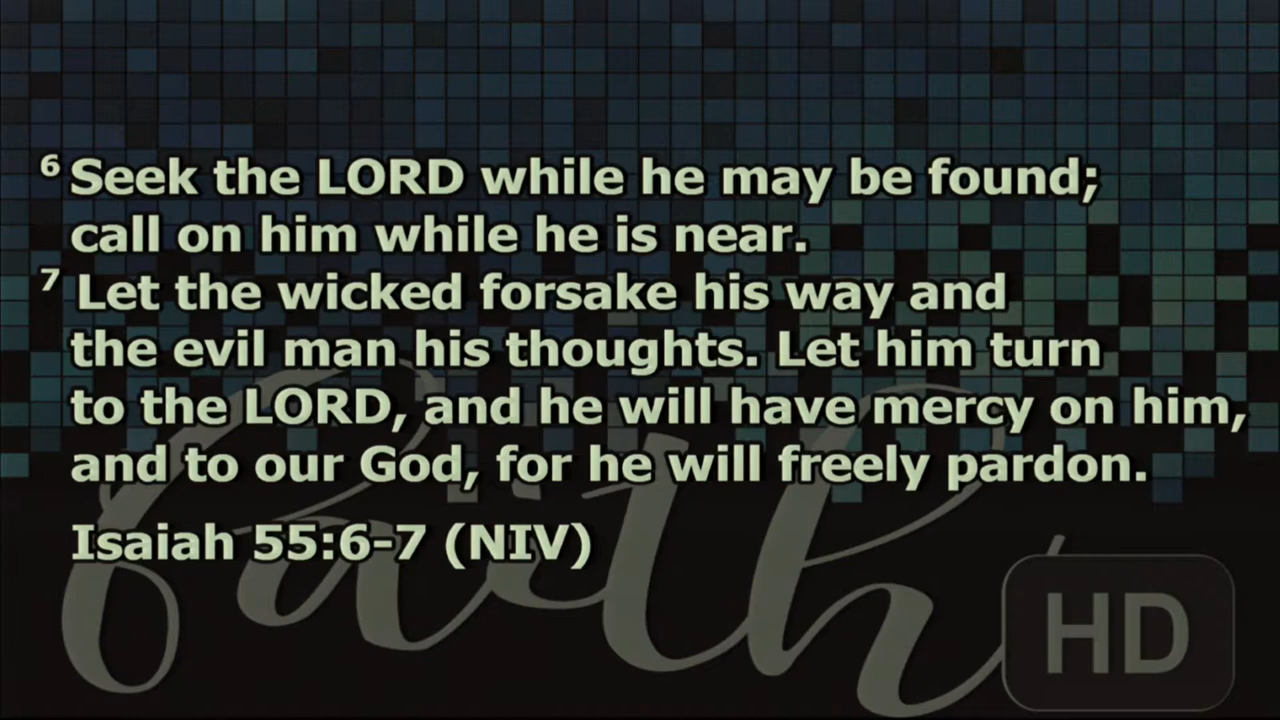 ⁶ Seek the LORD while he may be found;
call on him while he is near.
⁷ Let the wicked forsake his way and
the evil man his thoughts. Let him turn
to the LORD, and he will have mercy on him,
and to our God, for he will freely pardon.
Isaiah 55:6-7 (NIV)
faith
HD